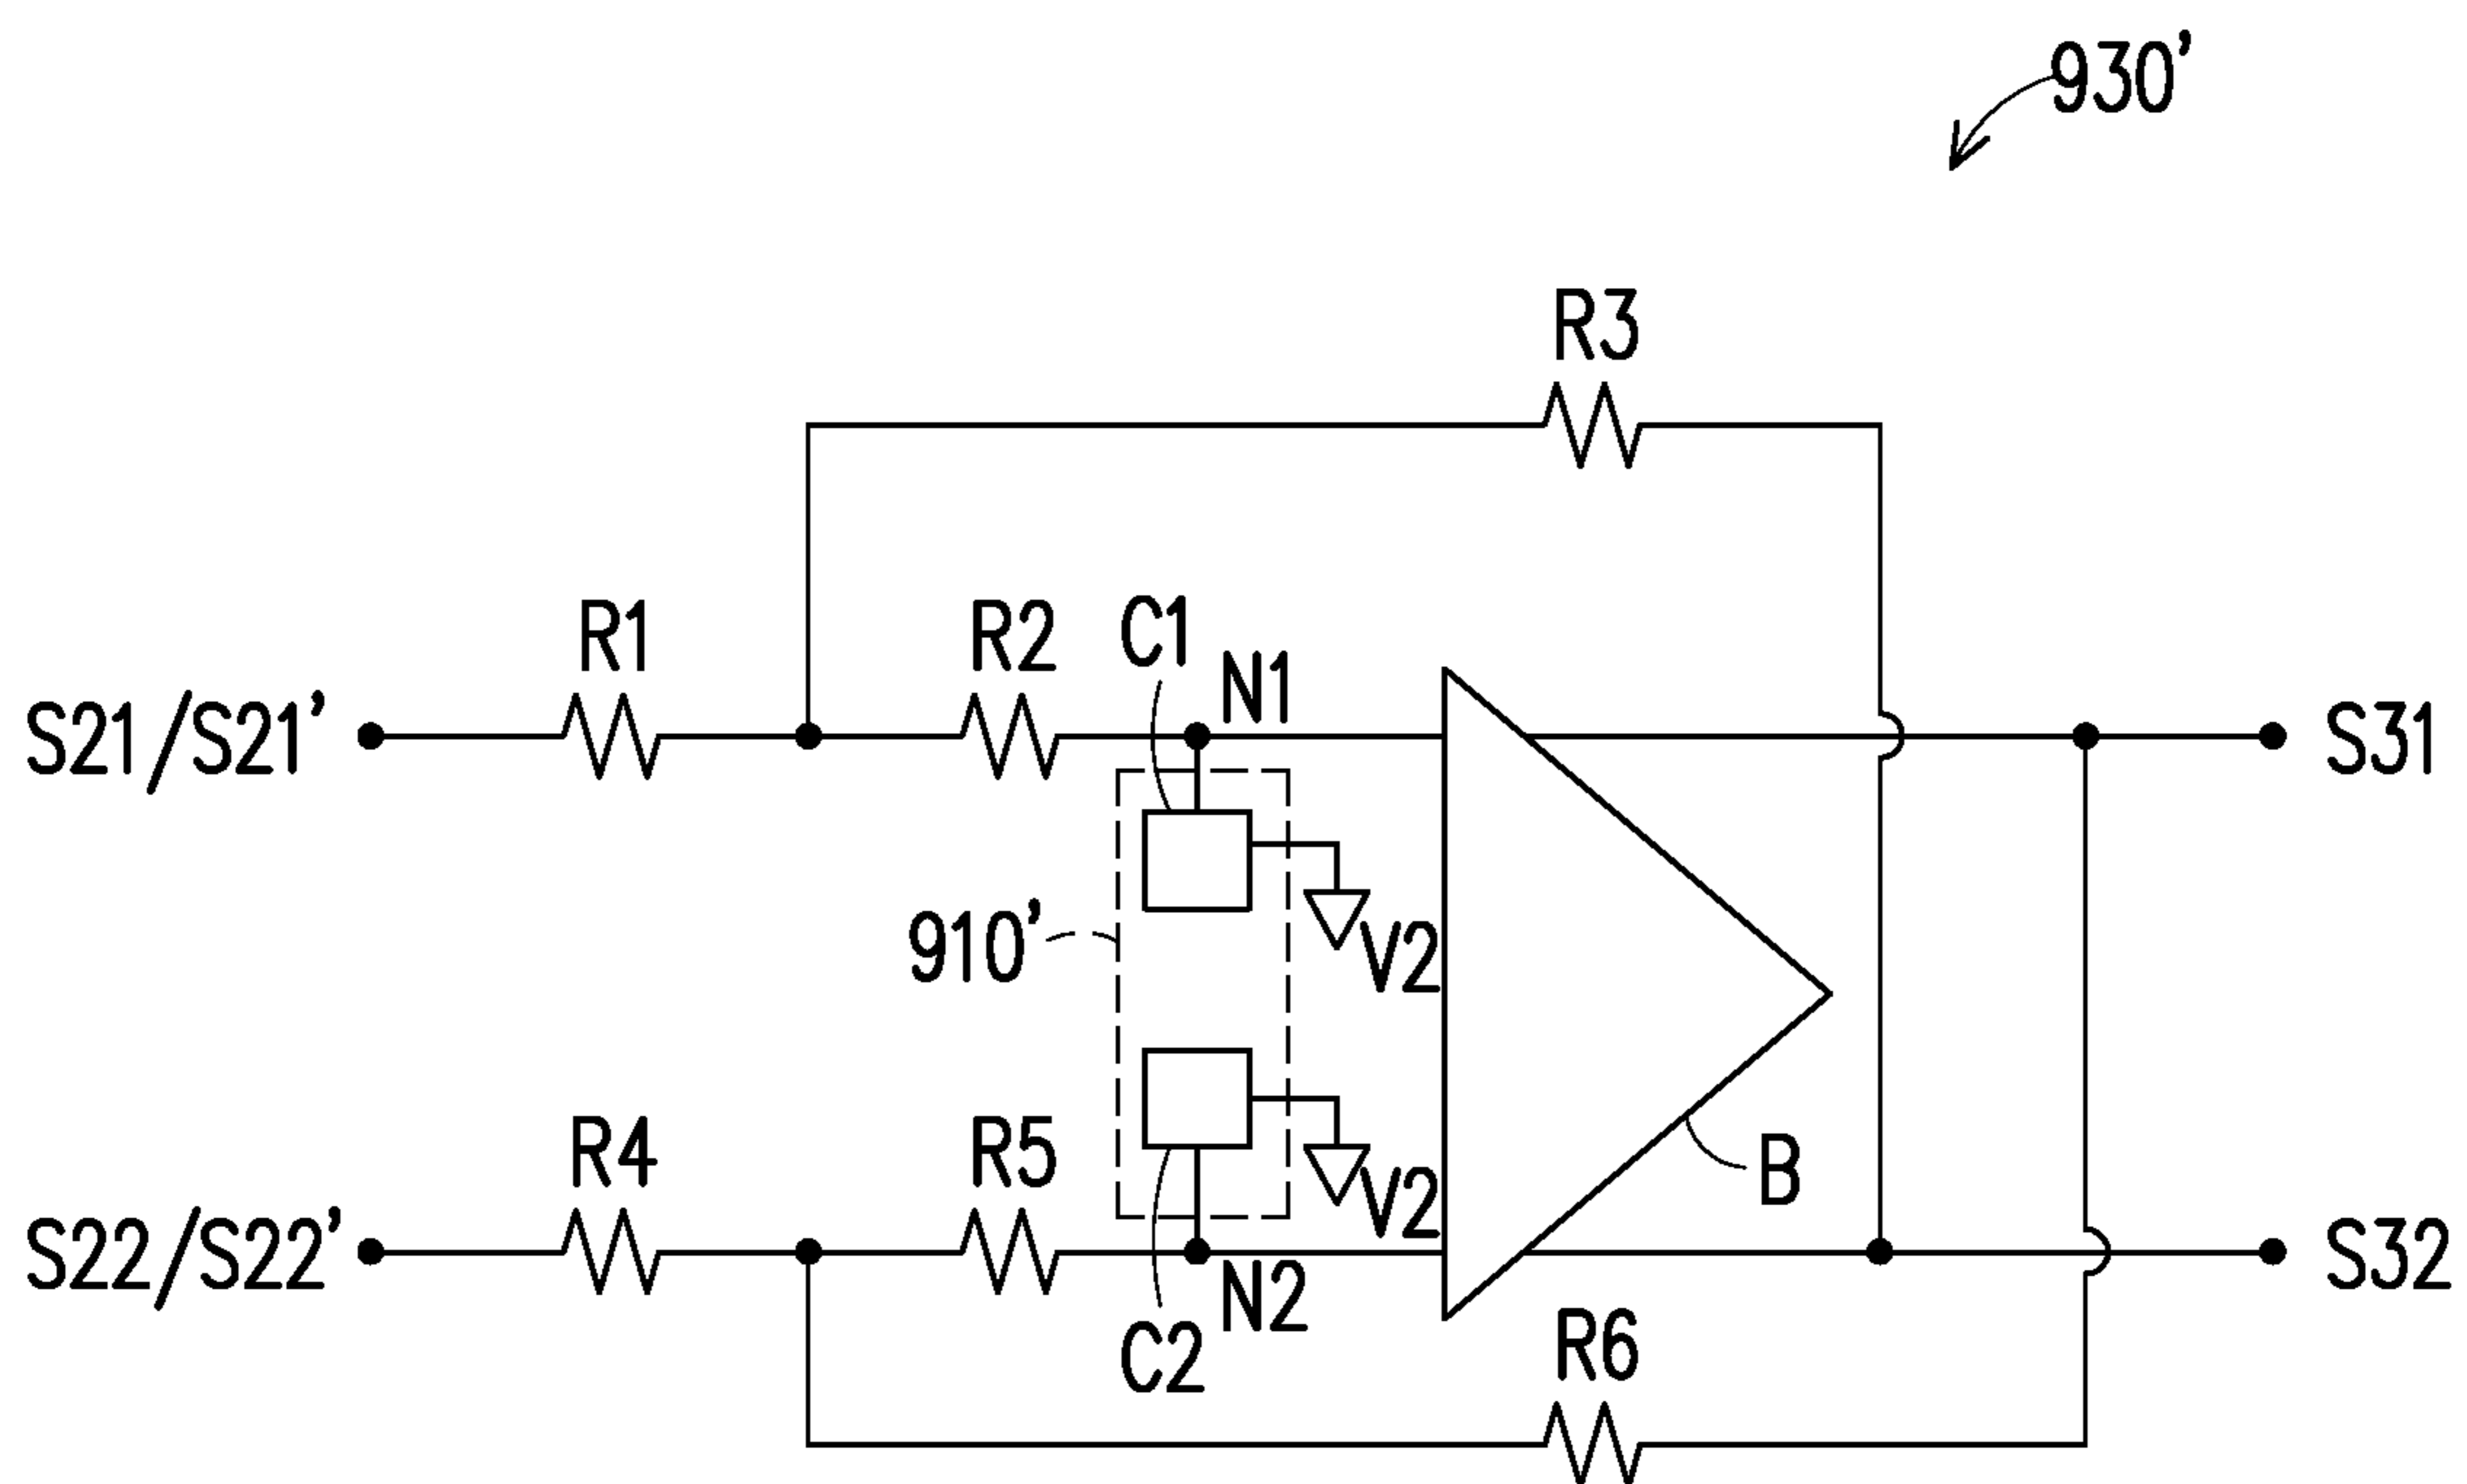 930'
R3
R1
R2
C1
N1
S21/S21'
S31
910'
V2
R4
R5
V2
B
S22/S22'
S32
N2
C2
R6